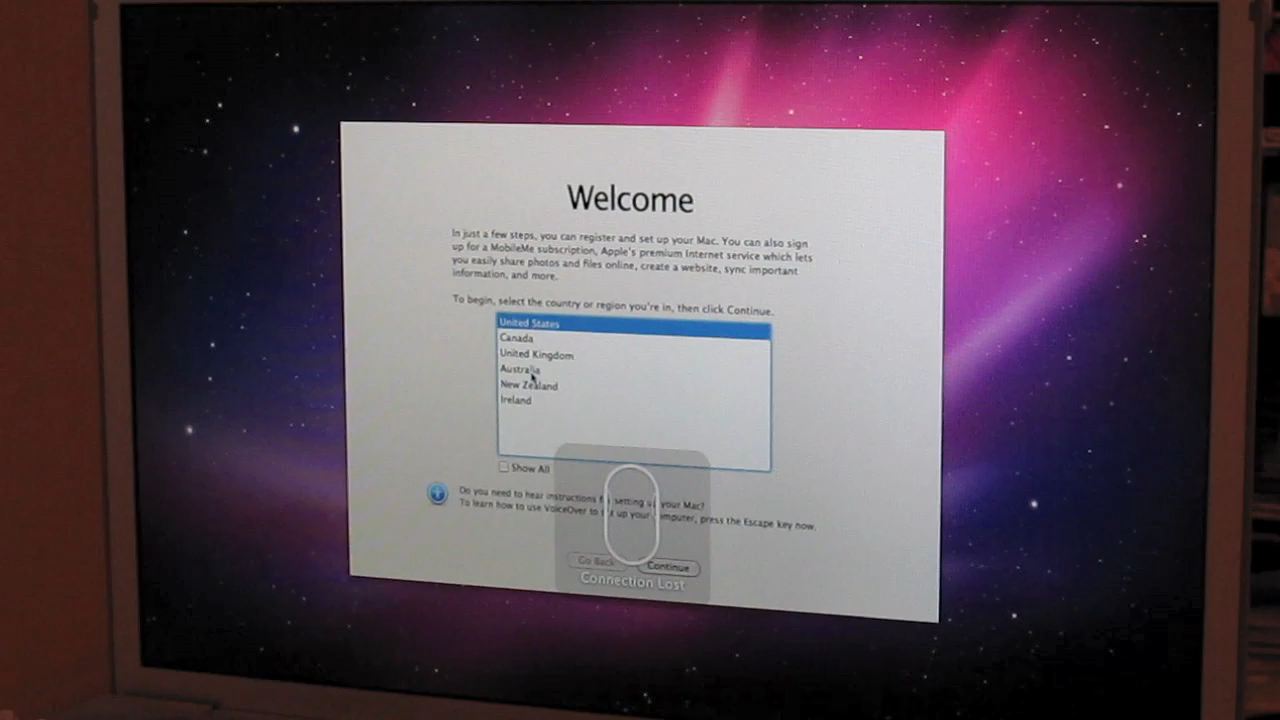 Welcome
In just a few steps, you can register and set up your Mac. You can also sign
up for a MobileMe subscription, Apple's premium Internet service which lets
you easily share photos and files online, create a website, sync important
information, and more.
To begin, select the country or region you're in, then click Continue.
United States
Canada
United Kingdom
Australia
New Zealand
Ireland
Show All
Do you need to hear instructions for setting up your Mac?
To learn how to use VoiceOver to set up your computer, press the Escape key now.
Go Back
Continue
Connection Lost